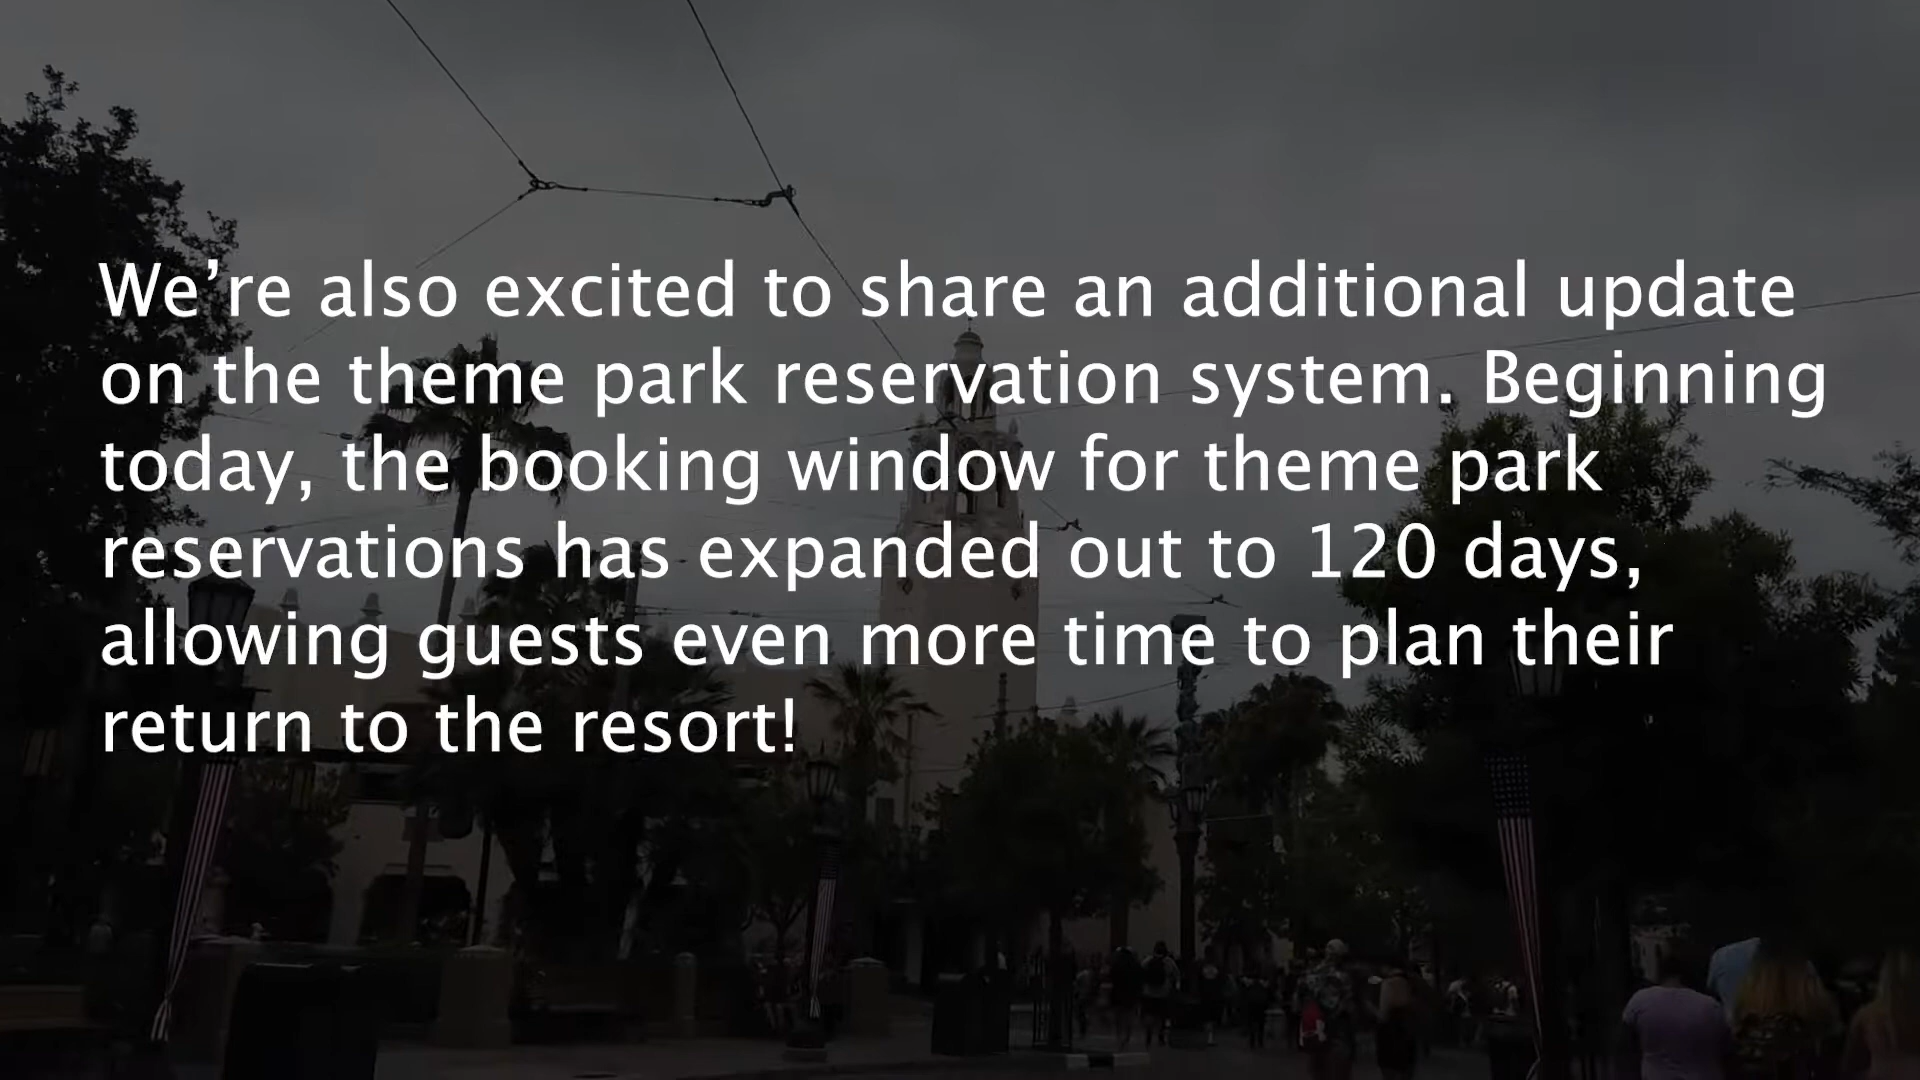 We’re also excited to share an additional update
on the theme park reservation system. Beginning
today, the booking window for theme park
reservations has expanded out to 120 days,
allowing guests even more time to plan their
return to the resort!